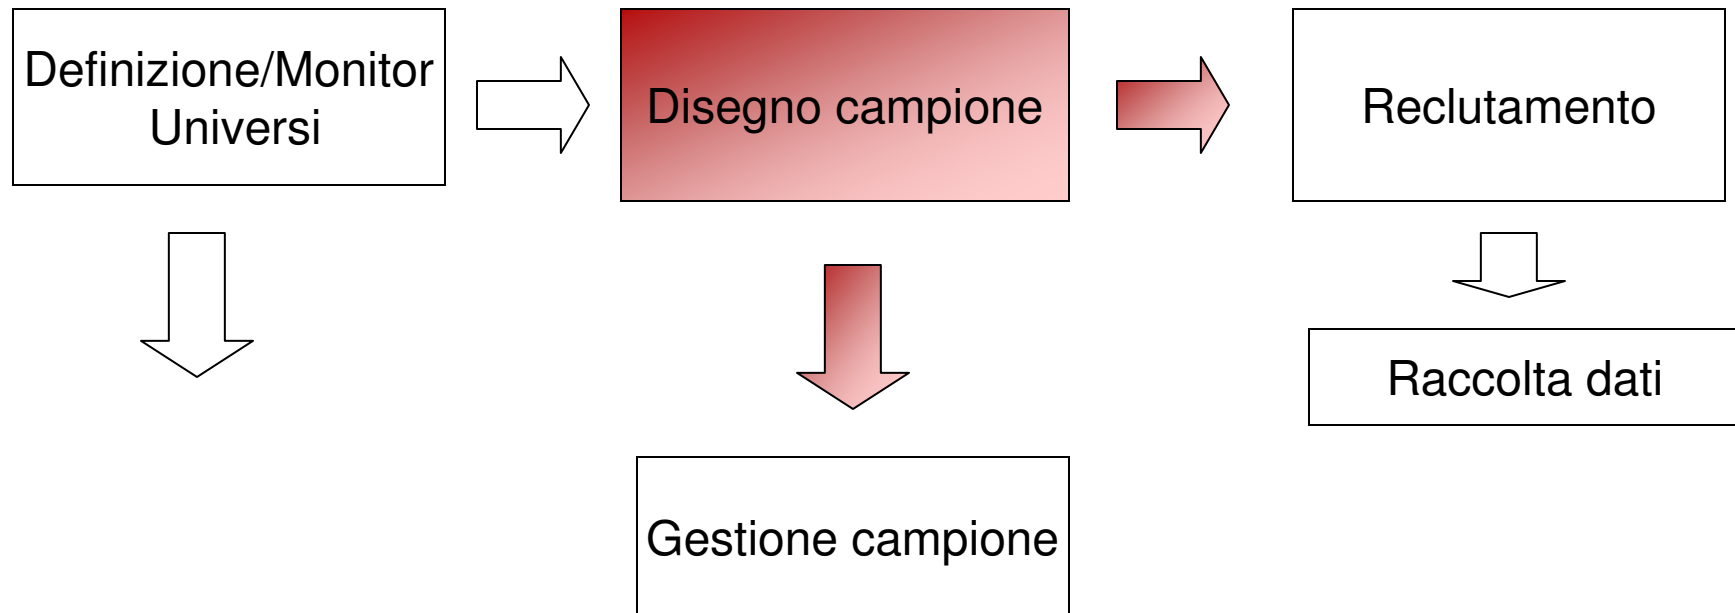 Definizione/Monitor
Universi
Disegno campione
Reclutamento
Raccolta dati
Gestione campione